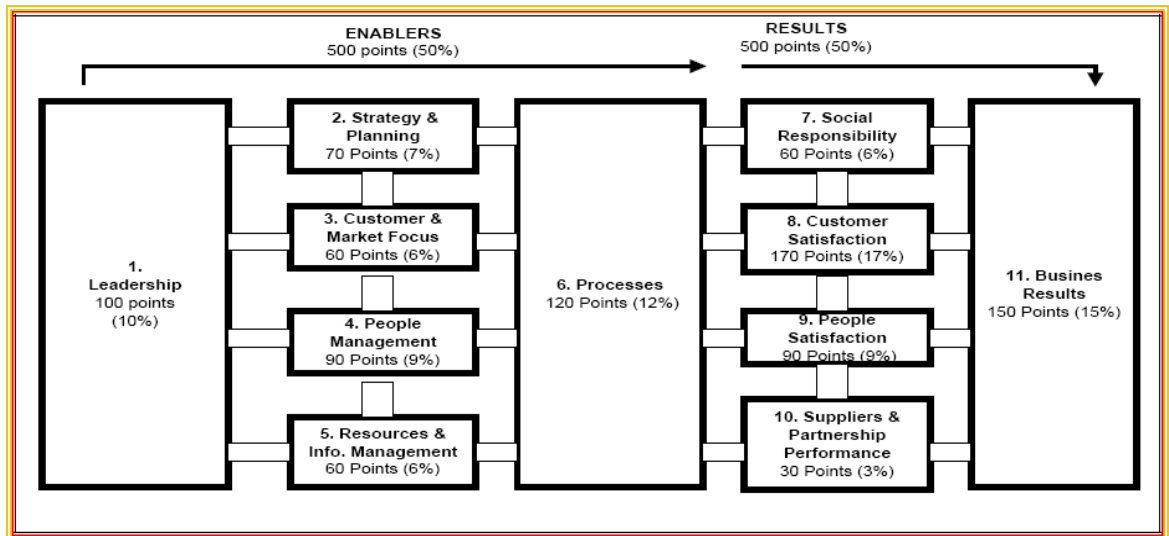 ENABLERS
500 points (50%)
RESULTS
500 points (50%)
1.
Leadership
100 points
(10%)
2. Strategy &
Planning
70 Points (7%)
3. Customer &
Market Focus
60 Points (6%)
4. People
Management
90 Points (9%)
5. Resources &
Info. Management
60 Points (6%)
6. Processes
120 Points (12%)
7. Social
Responsibility
60 Points (6%)
8. Customer
Satisfaction
170 Points (17%)
9. People
Satisfaction
90 Points (9%)
10. Suppliers &
Partnership
Performance
30 Points (3%)
11. Busines
Results
150 Points (15%)